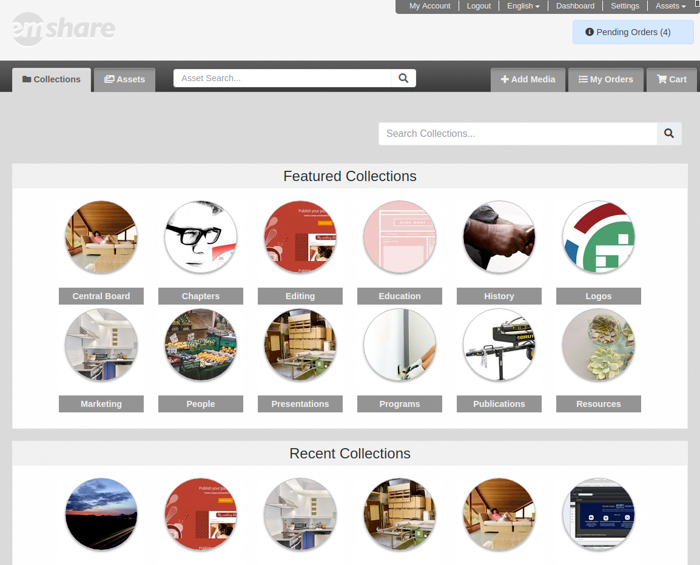 My Account Logout English Dashboard Settings Assets
emshare
Pending Orders (4)
Collections Assets Asset Search... Add Media My Orders Cart
Search Collections...
Featured Collections
Central Board Chapters Editing Education History Logos
Marketing People Presentations Programs Publications Resources
Recent Collections